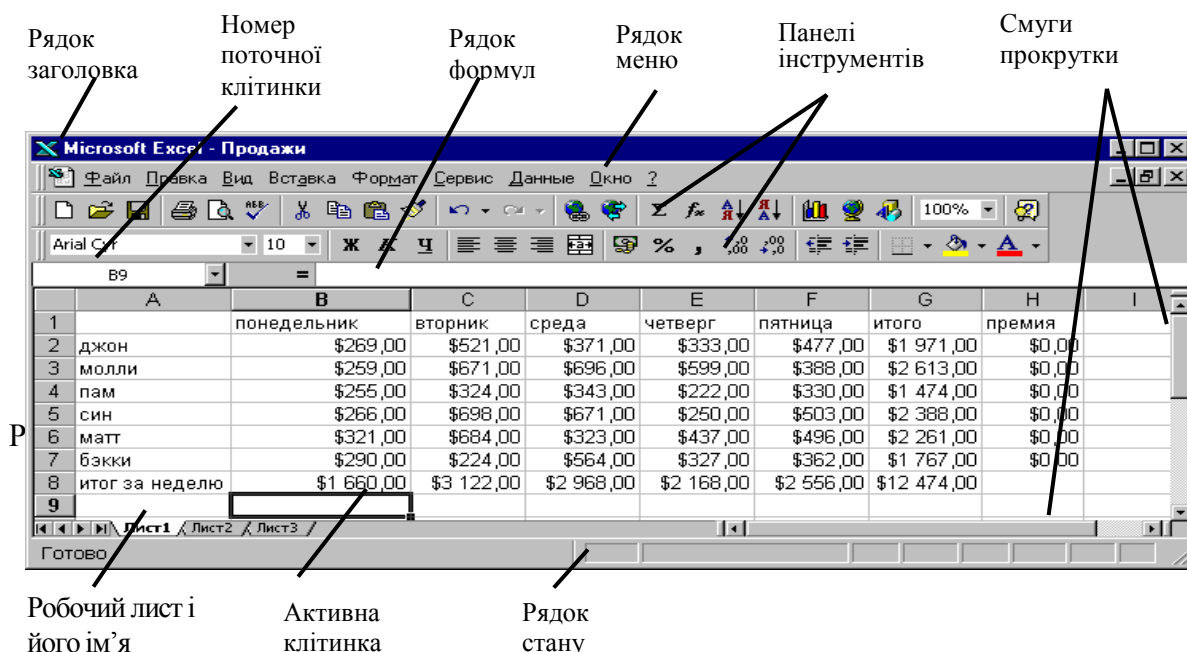 Рядок заголовка
Номер поточної клітинки
Рядок формул
Рядок меню
Панелі інструментів
Смуги прокрутки
Microsoft Excel - Продажи
Файл Правка Вид Вставка Формат Сервис Данные Окно ?
100%
Arial Cyr 10 Ж К Ч % ,
B9 =
A B C D E F G H I
1 понедельник вторник среда четверг пятница итого премия
2 джон $269,00 $521,00 $371,00 $333,00 $477,00 $1 971,00 $0,00
3 молли $259,00 $671,00 $696,00 $599,00 $388,00 $2 613,00 $0,00
4 пам $255,00 $324,00 $343,00 $222,00 $330,00 $1 474,00 $0,00
5 син $266,00 $698,00 $671,00 $250,00 $503,00 $2 388,00 $0,00
Р
6 матт $321,00 $684,00 $323,00 $437,00 $496,00 $2 261,00 $0,00
7 бэкки $290,00 $224,00 $564,00 $327,00 $362,00 $1 767,00 $0,00
8 итог за неделю $1 660,00 $3 122,00 $2 968,00 $2 168,00 $2 556,00 $12 474,00
9
Лист1 Лист2 Лист3
Готово
Робочий лист і його ім’я
Активна клітинка
Рядок стану